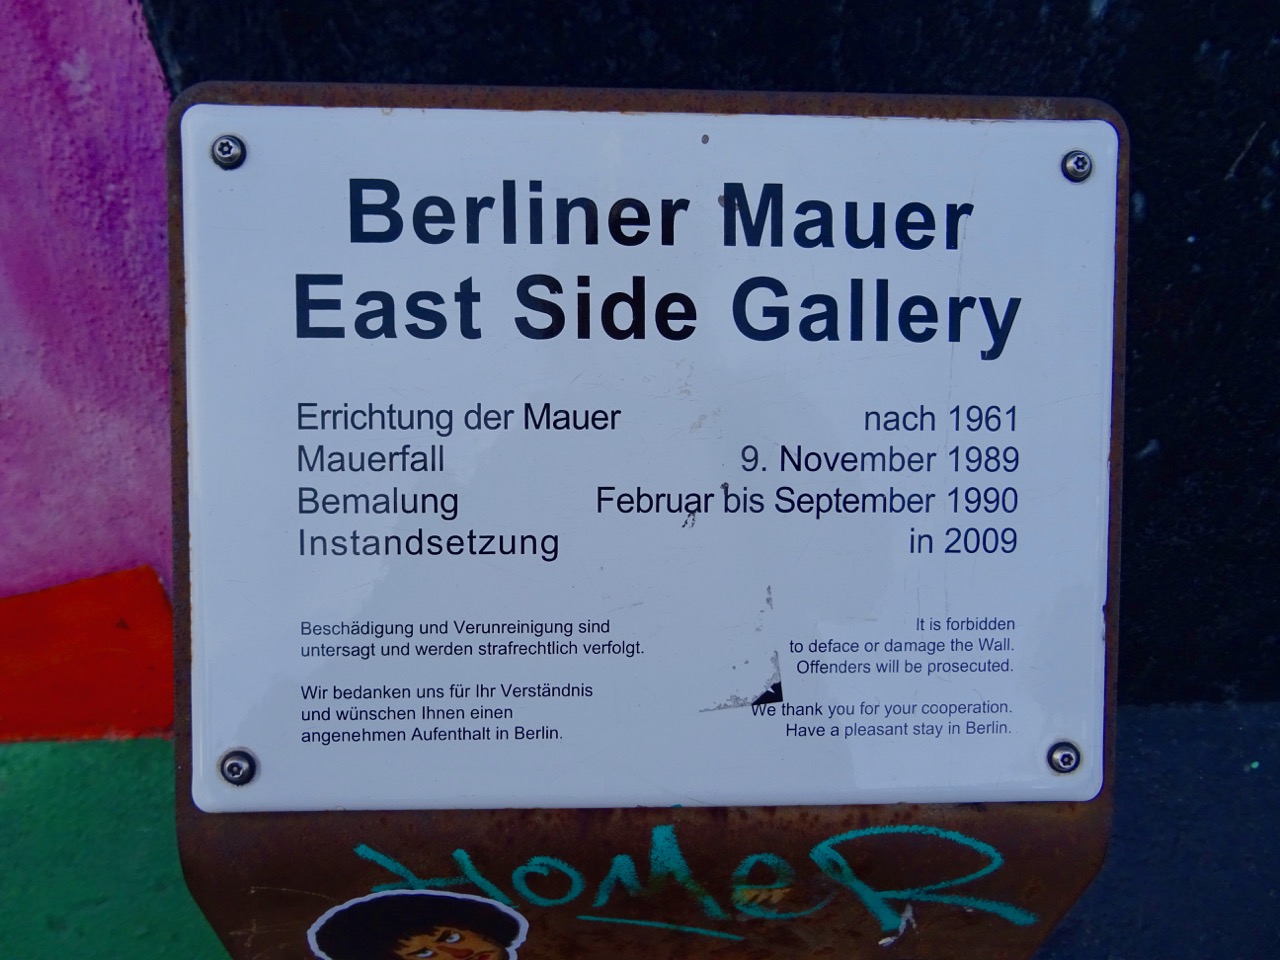 Berliner Mauer
East Side Gallery
Errichtung der Mauer nach 1961
Mauerfall 9. November 1989
Bemalung Februar bis September 1990
Instandsetzung in 2009
Beschädigung und Verunreinigung sind
untersagt und werden strafrechtlich verfolgt.
Wir bedanken uns für Ihr Verständnis
und wünschen Ihnen einen
angenehmen Aufenthalt in Berlin.
It is forbidden
to deface or damage the Wall.
Offenders will be prosecuted.
We thank you for your cooperation.
Have a pleasant stay in Berlin.
HOMeR